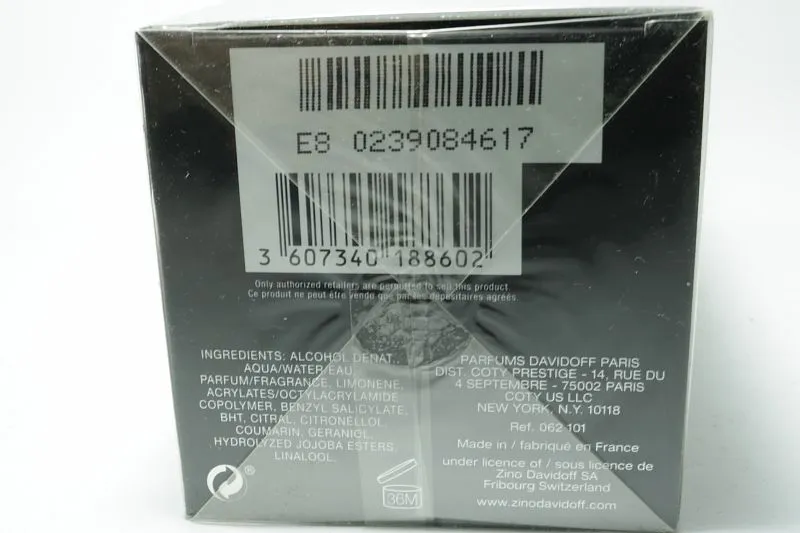 E8 0239084617
3 607340 188602
Only authorized retailers are permitted to sell this product.
Ce produit ne peut être vendu que par les dépositaires agréés.
INGREDIENTS: ALCOHOL DENAT.,
AQUA/WATER/EAU,
PARFUM/FRAGRANCE, LIMONENE,
ACRYLATES/OCTYLACRYLAMIDE
COPOLYMER, BENZYL SALICYLATE,
BHT, CITRAL, CITRONELLOL,
COUMARIN, GERANIOL,
HYDROLYZED JOJOBA ESTERS,
LINALOOL.
®
36M
PARFUMS DAVIDOFF PARIS
DIST. COTY PRESTIGE - 14, RUE DU
4 SEPTEMBRE - 75002 PARIS
COTY US LLC
NEW YORK, N.Y. 10118
Ref. 062 101
Made in / fabriqué en France
under licence of / sous licence de
Zino Davidoff SA
Fribourg Switzerland
www.zinodavidoff.com